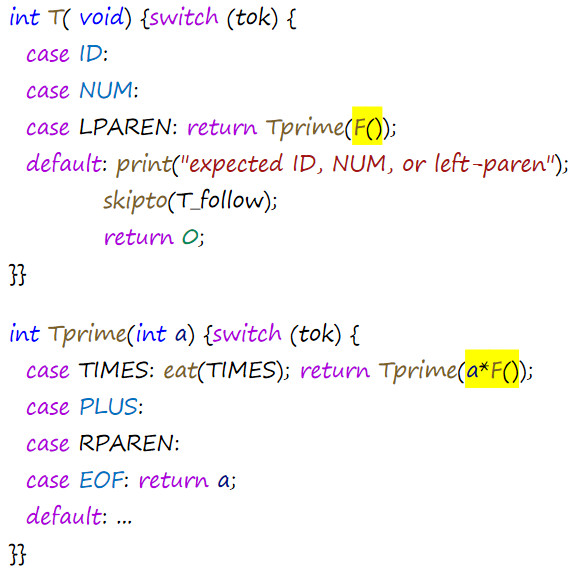 int T( void) {switch (tok) {
case ID:
case NUM:
case LPAREN: return Tprime(F());
default: print("expected ID, NUM, or left-paren");
skipto(T_follow);
return 0;
}}
int Tprime(int a) {switch (tok) {
case TIMES: eat(TIMES); return Tprime(a*F());
case PLUS:
case RPAREN:
case EOF: return a;
default: ...
}}